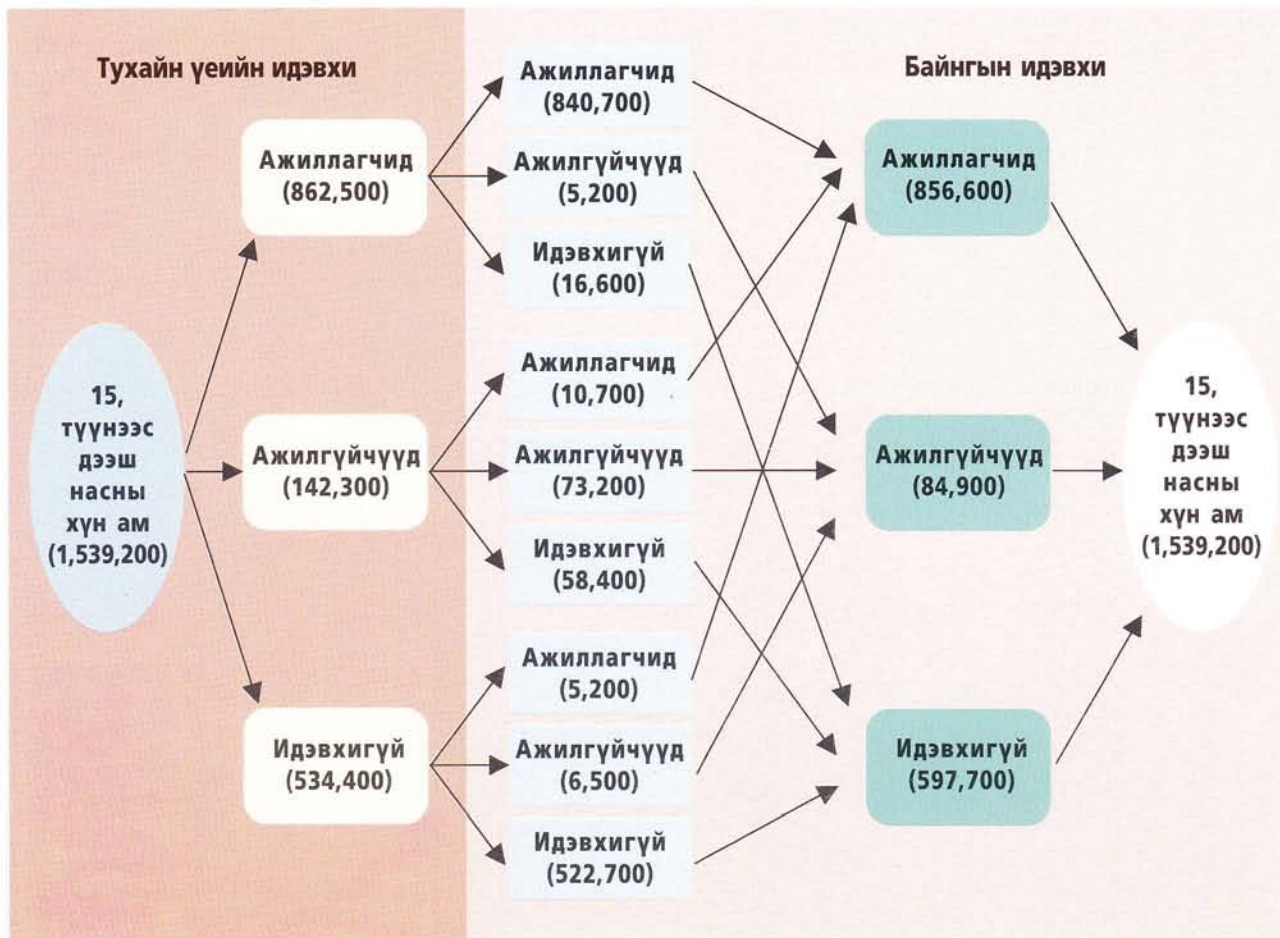 Тухайн үеийн идэвхи
Байнгын идэвхи
15,
түүнээс
дээш
насны
хүн ам
(1,539,200)
Ажиллагчид
(862,500)
Ажилгүйчүүд
(142,300)
Идэвхигүй
(534,400)
Ажиллагчид
(840,700)
Ажилгүйчүүд
(5,200)
Идэвхигүй
(16,600)
Ажиллагчид
(10,700)
Ажилгүйчүүд
(73,200)
Идэвхигүй
(58,400)
Ажиллагчид
(5,200)
Ажилгүйчүүд
(6,500)
Идэвхигүй
(522,700)
Ажиллагчид
(856,600)
Ажилгүйчүүд
(84,900)
Идэвхигүй
(597,700)
15,
түүнээс
дээш
насны
хүн ам
(1,539,200)